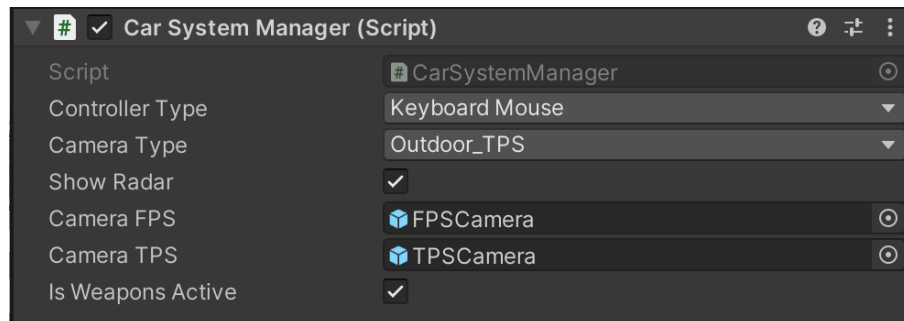 Car System Manager (Script)
Script CarSystemManager
Controller Type Keyboard Mouse
Camera Type Outdoor_TPS
Show Radar
Camera FPS FPSCamera
Camera TPS TPSCamera
Is Weapons Active